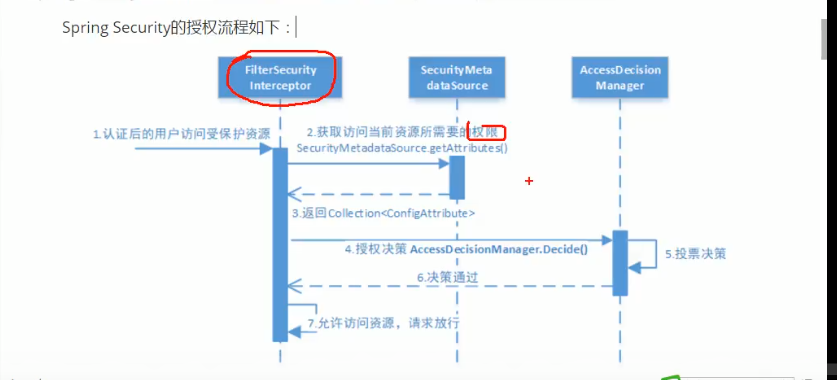 Spring Security的授权流程如下：
FilterSecurity
Interceptor
SecurityMeta
dataSource
AccessDecision
Manager
1.认证后的用户访问受保护资源
2.获取访问当前资源所需要的权限
SecurityMetadataSource.getAttributes()
3.返回Collection<ConfigAttribute>
4.授权决策 AccessDecisionManager.Decide()
5.投票决策
6.决策通过
7.允许访问资源，请求放行